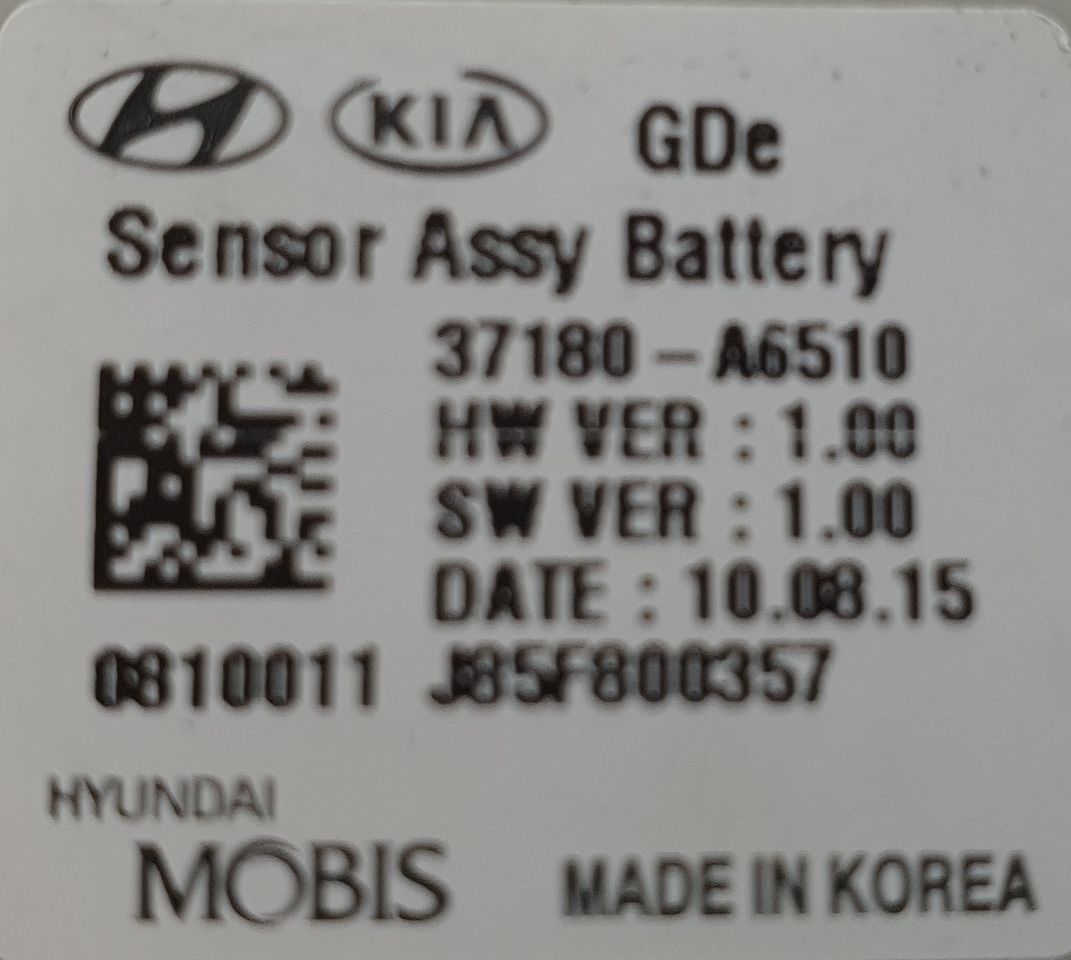 KIA GDe
Sensor Assy Battery
37180-A6510
HW VER : 1.00
SW VER : 1.00
DATE : 10.08.15
0810011 J85F800357
HYUNDAI
MOBIS
MADE IN KOREA